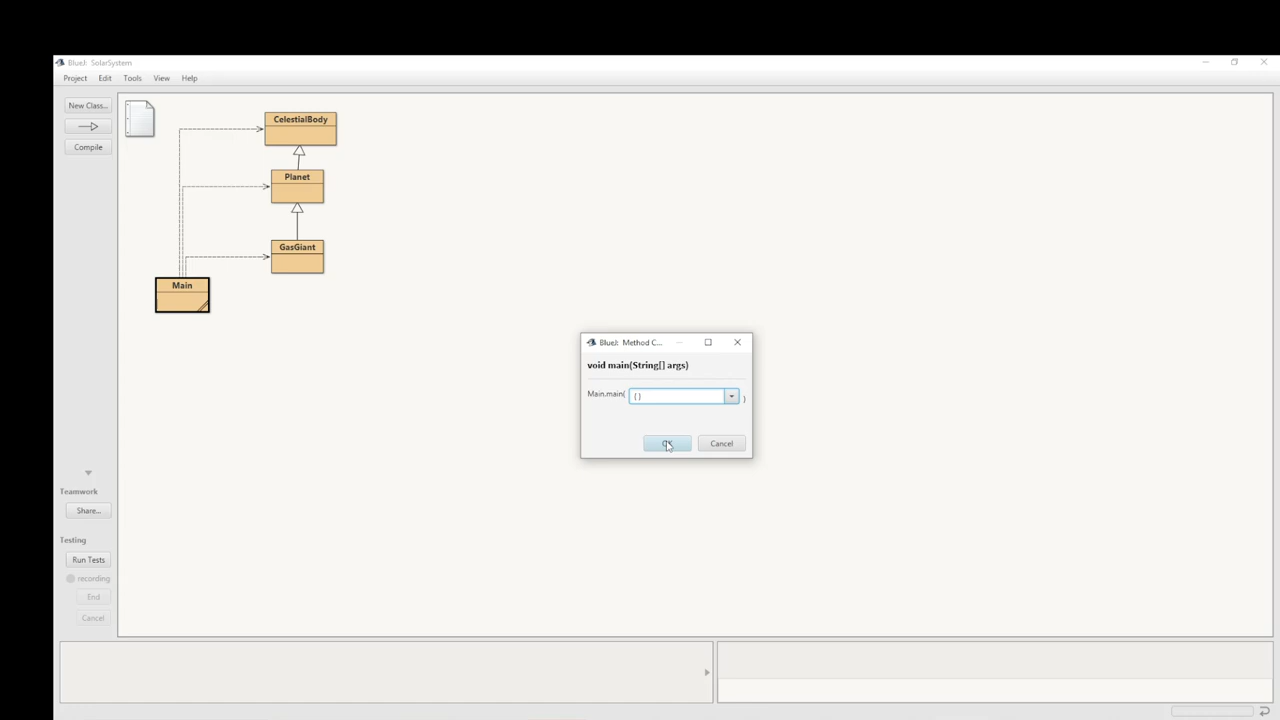 BlueJ: SolarSystem
Project Edit Tools View Help
New Class...
Compile
CelestialBody
Planet
GasGiant
Main
BlueJ: Method C...
void main(String[] args)
Main.main( { } )
OK Cancel
Teamwork
Share...
Testing
Run Tests
recording
End
Cancel